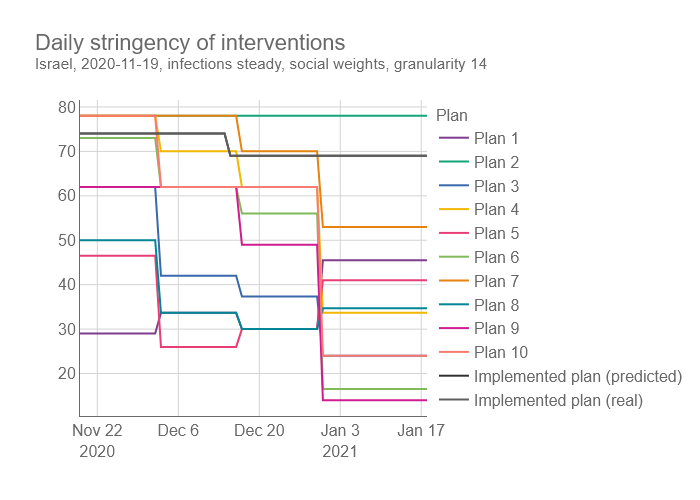 Daily stringency of interventions
Israel, 2020-11-19, infections steady, social weights, granularity 14
80
70
60
50
40
30
20
Nov 22
2020
Dec 6
Dec 20
Jan 3
2021
Jan 17
Plan
Plan 1
Plan 2
Plan 3
Plan 4
Plan 5
Plan 6
Plan 7
Plan 8
Plan 9
Plan 10
Implemented plan (predicted)
Implemented plan (real)